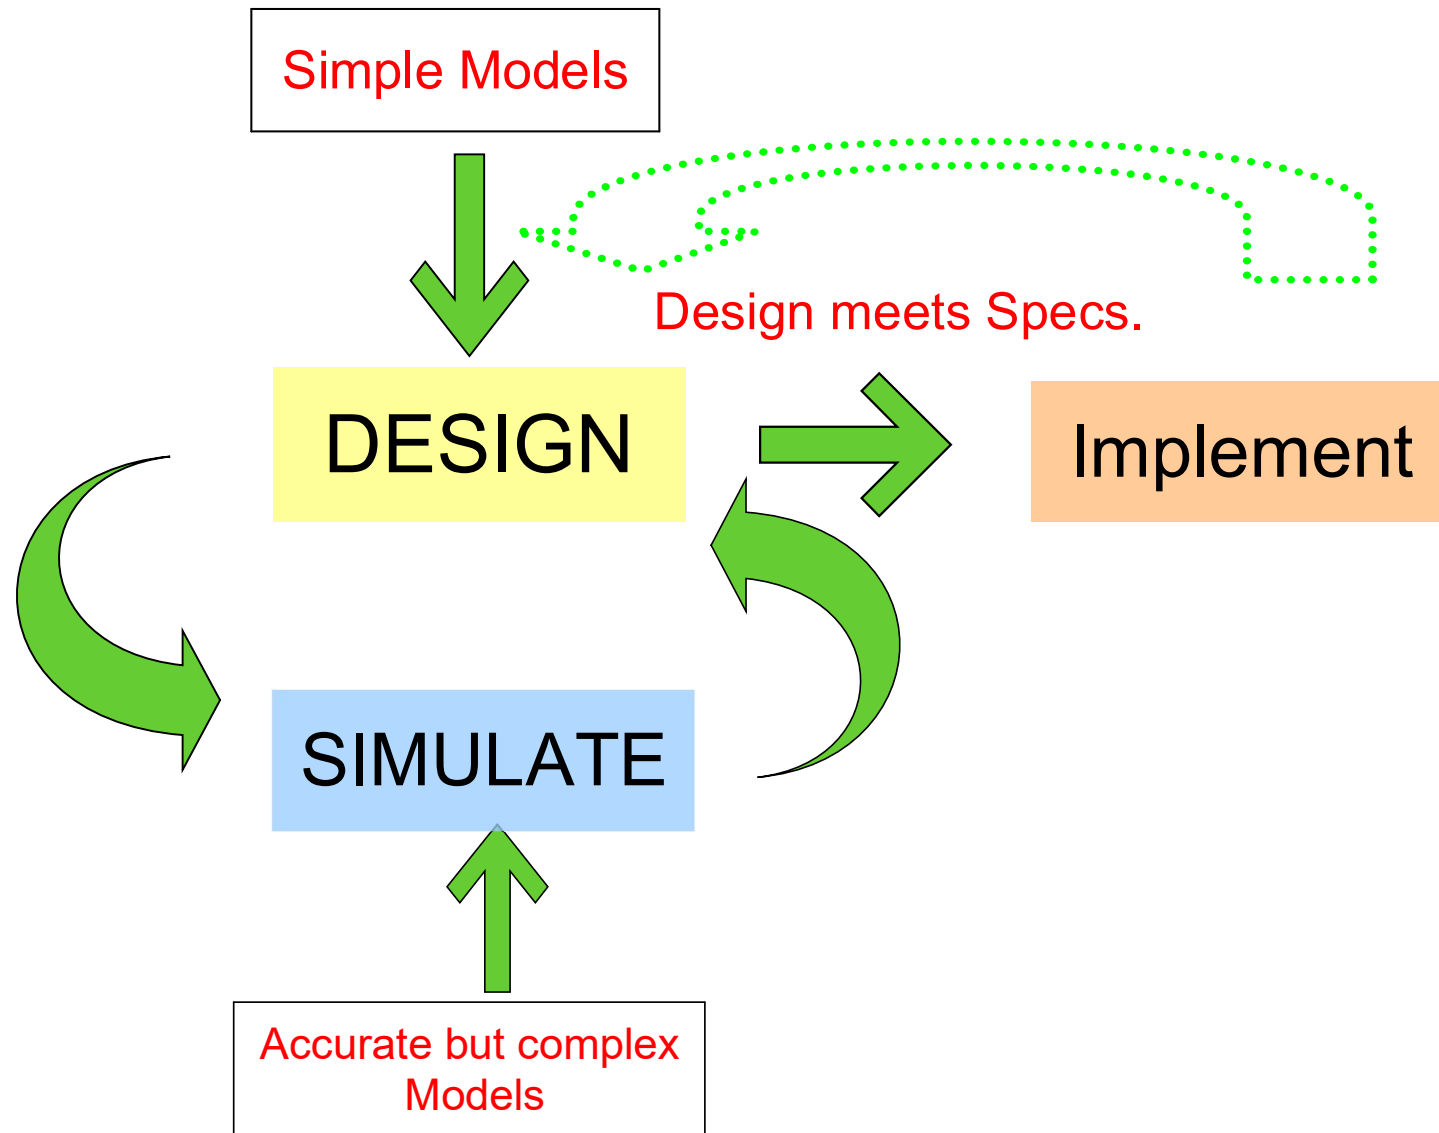 Simple Models
Design meets Specs.
DESIGN
Implement
SIMULATE
Accurate but complex
Models